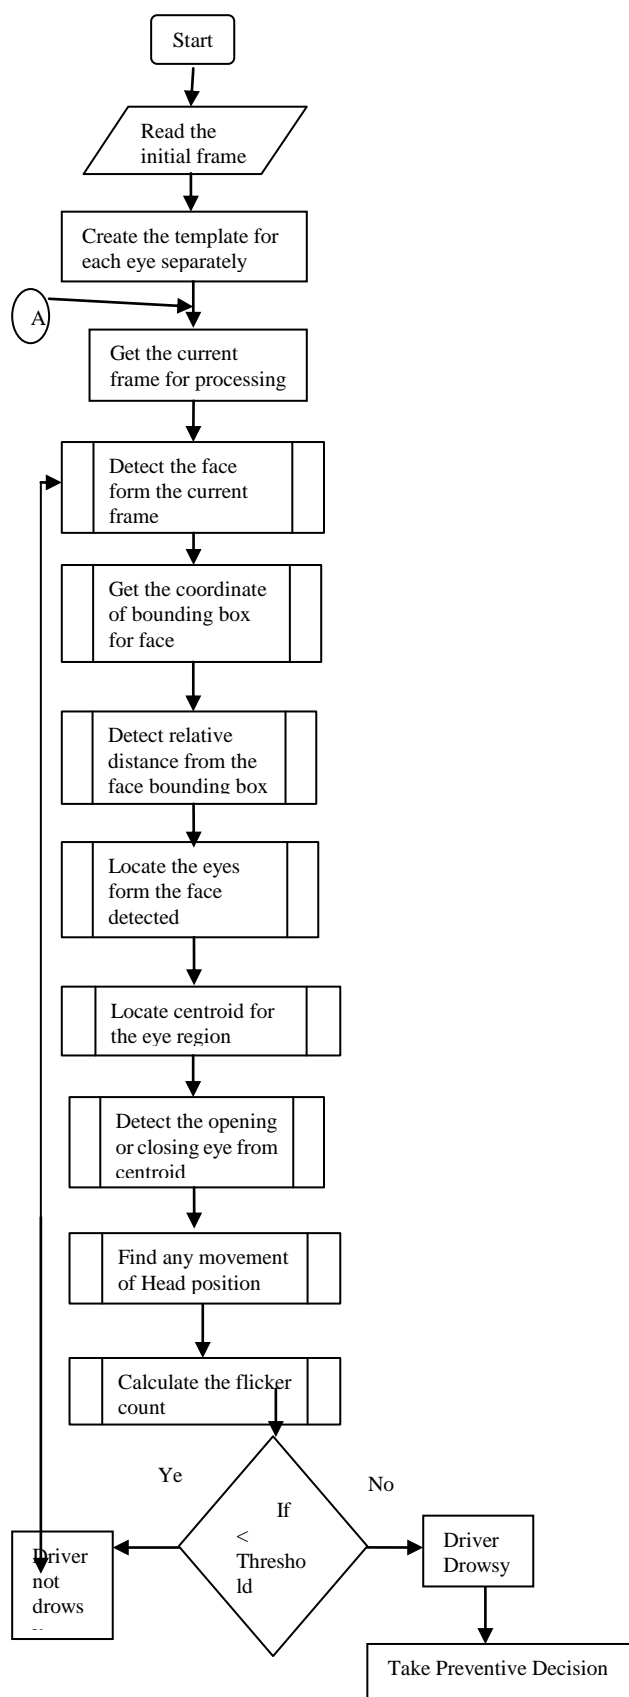 Start
Read the
initial frame
Create the template for
each eye separately
A
Get the current
frame for processing
Detect the face
form the current
frame
Get the coordinate
of bounding box
for face
Detect relative
distance from the
face bounding box
Locate the eyes
form the face
detected
Locate centroid for
the eye region
Detect the opening
or closing eye from
centroid
Find any movement
of Head position
Calculate the flicker
count
Ye
No
If
<
Thresho
ld
Driver
not
drows
Driver
Drowsy
Take Preventive Decision